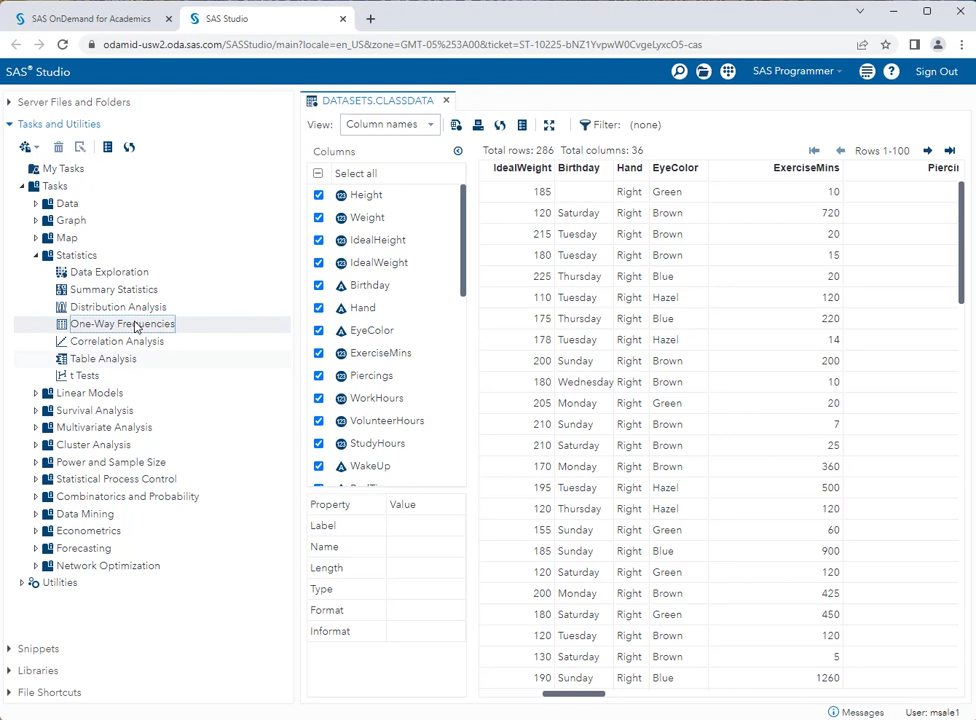 SAS OnDemand for Academics
SAS Studio
odamid-usw2.oda.sas.com/SASStudio/main?locale=en_US&zone=GMT-05%253A00&ticket=ST-10225-bNZ1YvpwW0CvgeLyxcO5-cas
SAS® Studio
SAS Programmer
Sign Out
Server Files and Folders
Tasks and Utilities
My Tasks
Tasks
Data
Graph
Map
Statistics
Data Exploration
Summary Statistics
Distribution Analysis
One-Way Frequencies
Correlation Analysis
Table Analysis
t Tests
Linear Models
Survival Analysis
Multivariate Analysis
Cluster Analysis
Power and Sample Size
Statistical Process Control
Combinatorics and Probability
Data Mining
Econometrics
Forecasting
Network Optimization
Utilities
Snippets
Libraries
File Shortcuts
DATASETS.CLASSDATA
View: Column names Filter: (none)
Columns
Select all
Height
Weight
IdealHeight
IdealWeight
Birthday
Hand
EyeColor
ExerciseMins
Piercings
WorkHours
VolunteerHours
StudyHours
WakeUp
Property Value
Label
Name
Length
Type
Format
Informat
Total rows: 286 Total columns: 36 Rows 1-100
IdealWeight Birthday Hand EyeColor ExerciseMins Piercin
185 Right Green 10
120 Saturday Right Brown 720
215 Tuesday Right Brown 20
180 Tuesday Right Brown 15
225 Thursday Right Blue 20
110 Tuesday Right Hazel 120
175 Thursday Right Blue 220
178 Tuesday Right Hazel 14
200 Sunday Right Brown 200
180 Wednesday Right Brown 10
205 Monday Right Green 20
210 Sunday Right Brown 7
210 Saturday Right Brown 25
170 Monday Right Brown 360
195 Tuesday Right Hazel 500
120 Thursday Right Hazel 120
155 Sunday Right Green 60
185 Sunday Right Blue 900
120 Saturday Right Green 120
200 Monday Right Brown 425
180 Saturday Right Green 450
120 Tuesday Right Brown 120
130 Saturday Right Brown 5
190 Sunday Right Blue 1260
Messages User: msale1